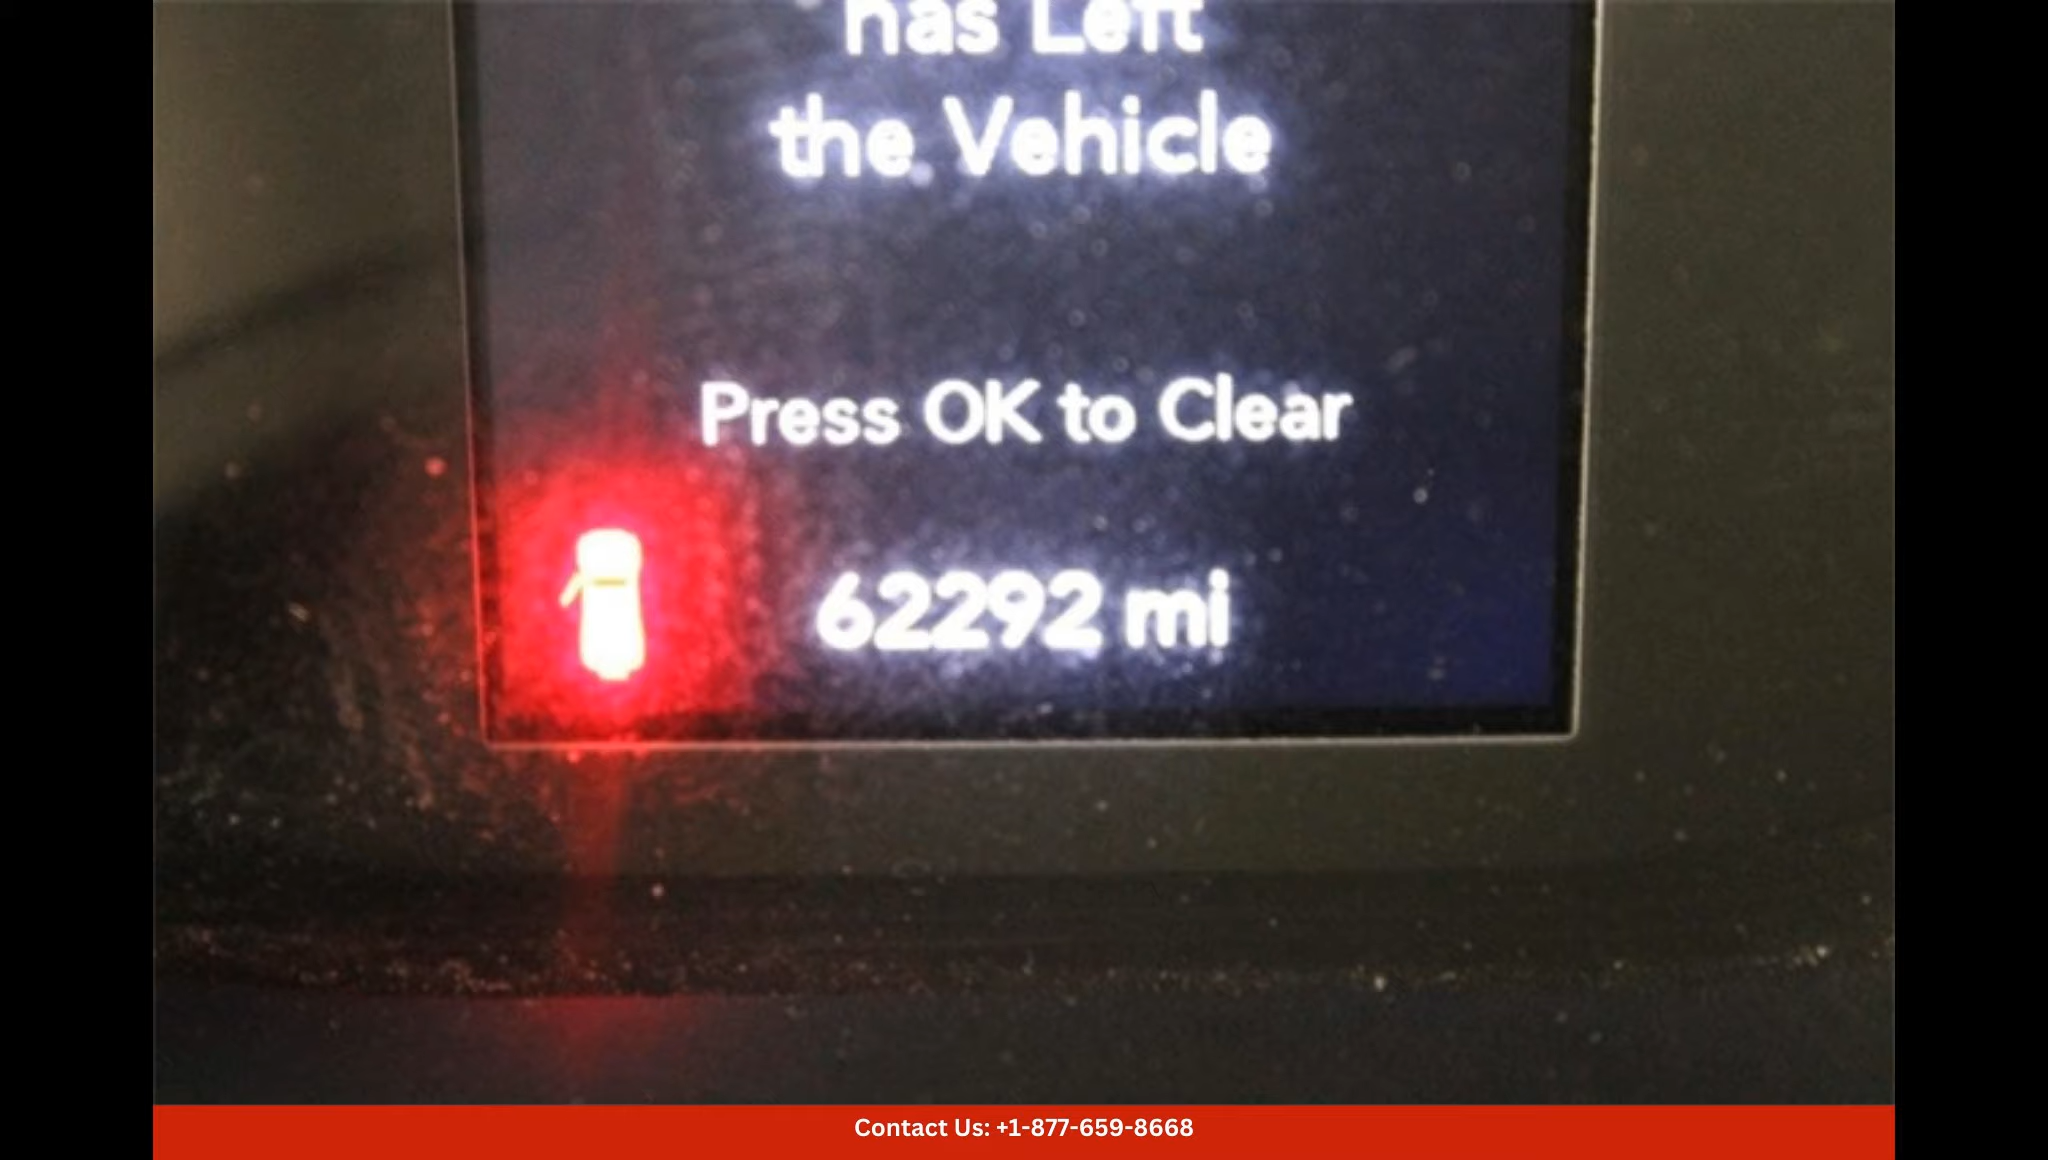 has Left
the Vehicle
Press OK to Clear
62292 mi
Contact Us: +1-877-659-8668